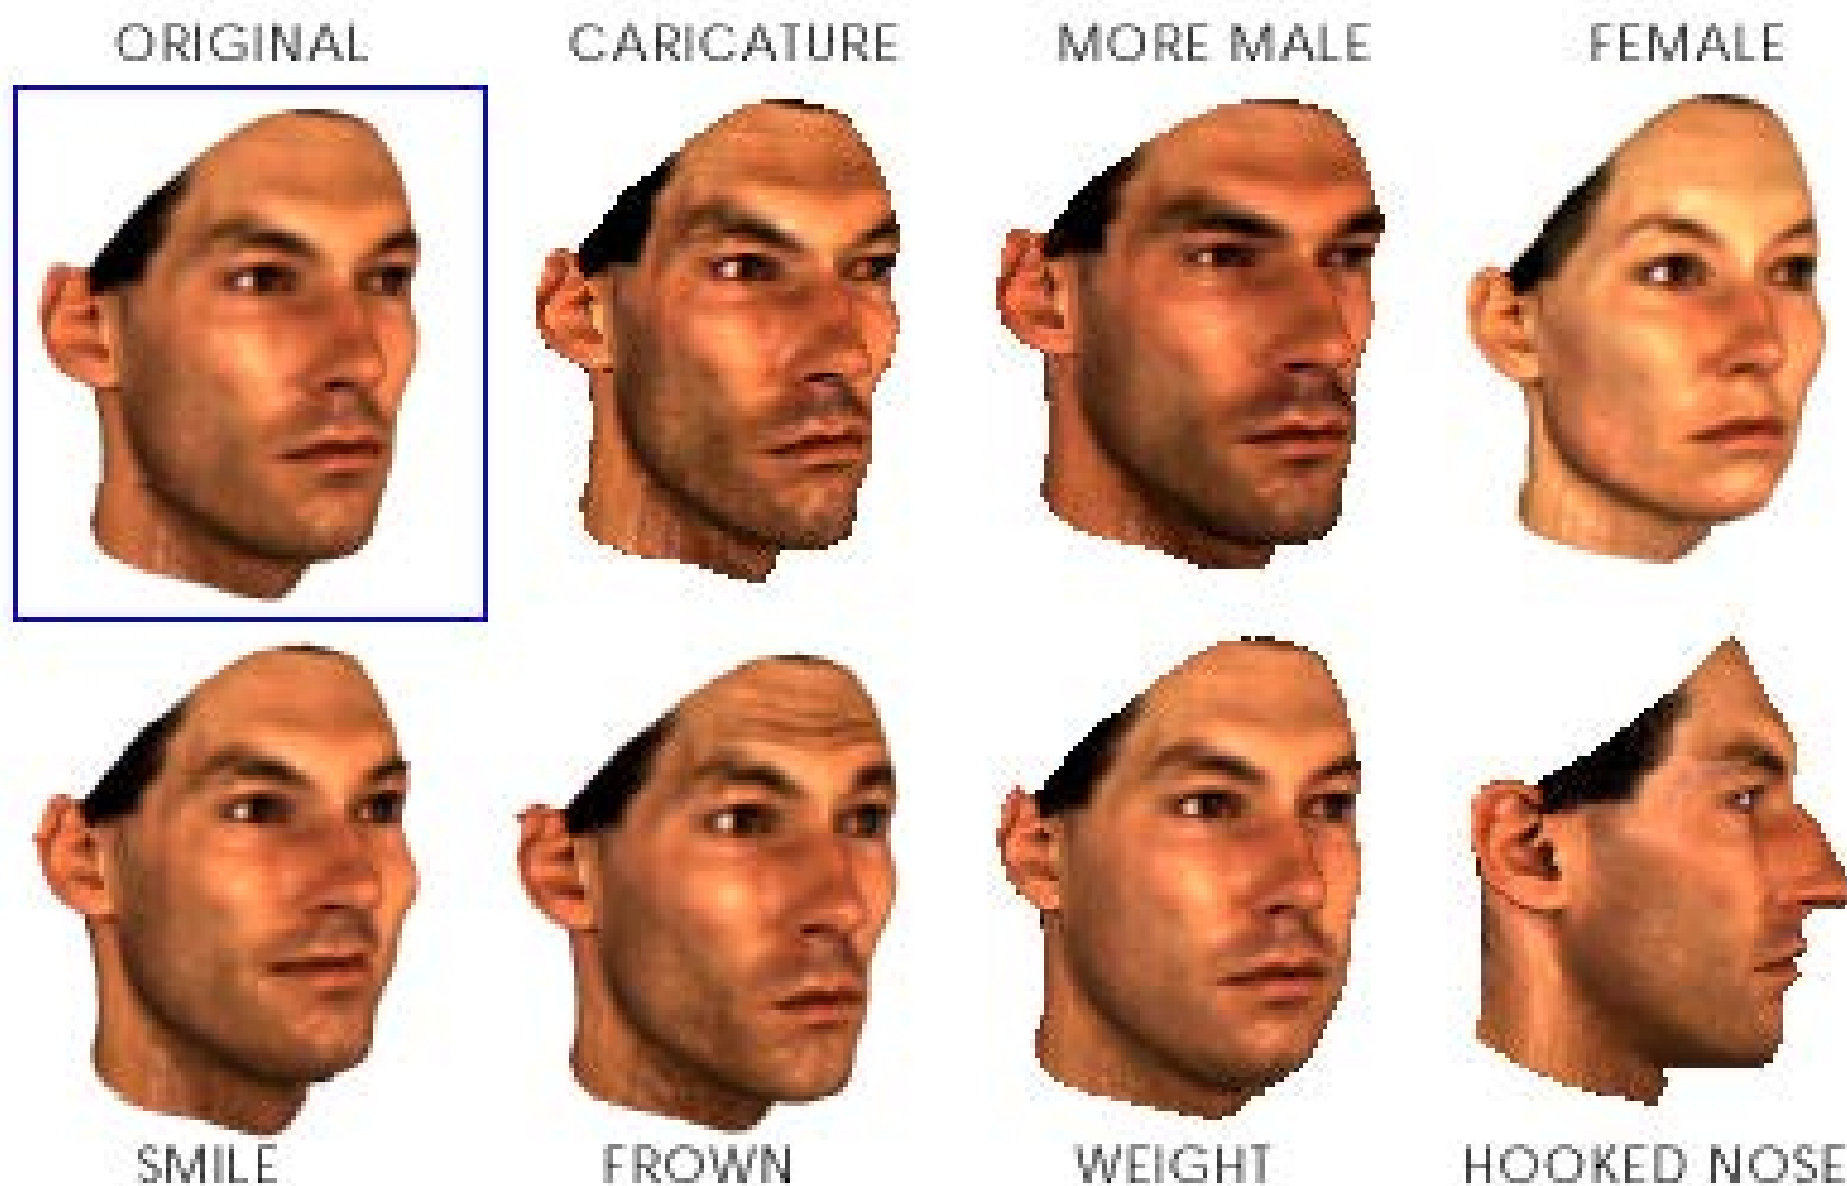 ORIGINAL
CARICATURE
MORE MALE
FEMALE
SMILE
FROWN
WEIGHT
HOOKED NOSE